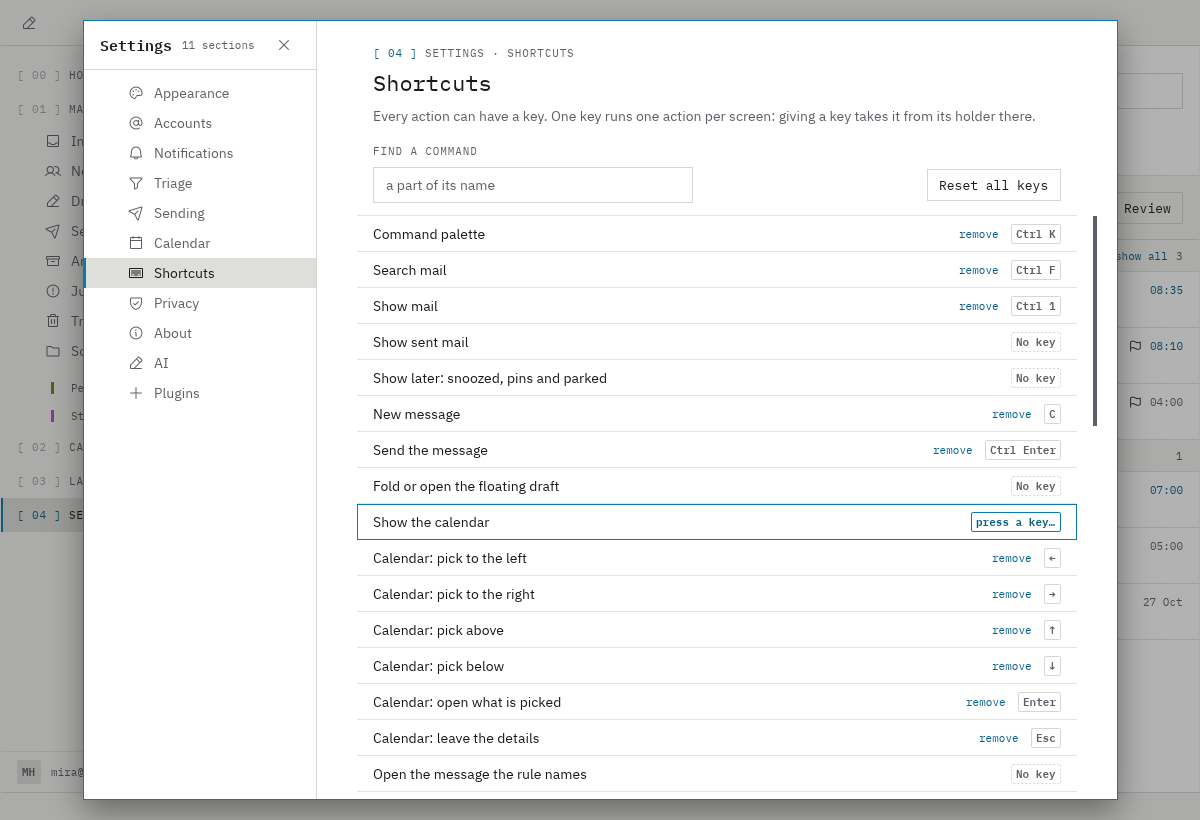 Settings 11 sections
Appearance
Accounts
Notifications
Triage
Sending
Calendar
Shortcuts
Privacy
About
AI
Plugins
[ 04 ] SETTINGS · SHORTCUTS
Shortcuts
Every action can have a key. One key runs one action per screen: giving a key takes it from its holder there.
FIND A COMMAND
a part of its name
Reset all keys
Command palette remove Ctrl K
Search mail remove Ctrl F
Show mail remove Ctrl 1
Show sent mail No key
Show later: snoozed, pins and parked No key
New message remove C
Send the message remove Ctrl Enter
Fold or open the floating draft No key
Show the calendar press a key…
Calendar: pick to the left remove ←
Calendar: pick to the right remove →
Calendar: pick above remove ↑
Calendar: pick below remove ↓
Calendar: open what is picked remove Enter
Calendar: leave the details remove Esc
Open the message the rule names No key
[ 00 ]
[ 01 ]
[ 02 ]
[ 03 ]
[ 04 ]
MH mira@
Review
show all 3
08:35
08:10
04:00
1
07:00
05:00
27 Oct